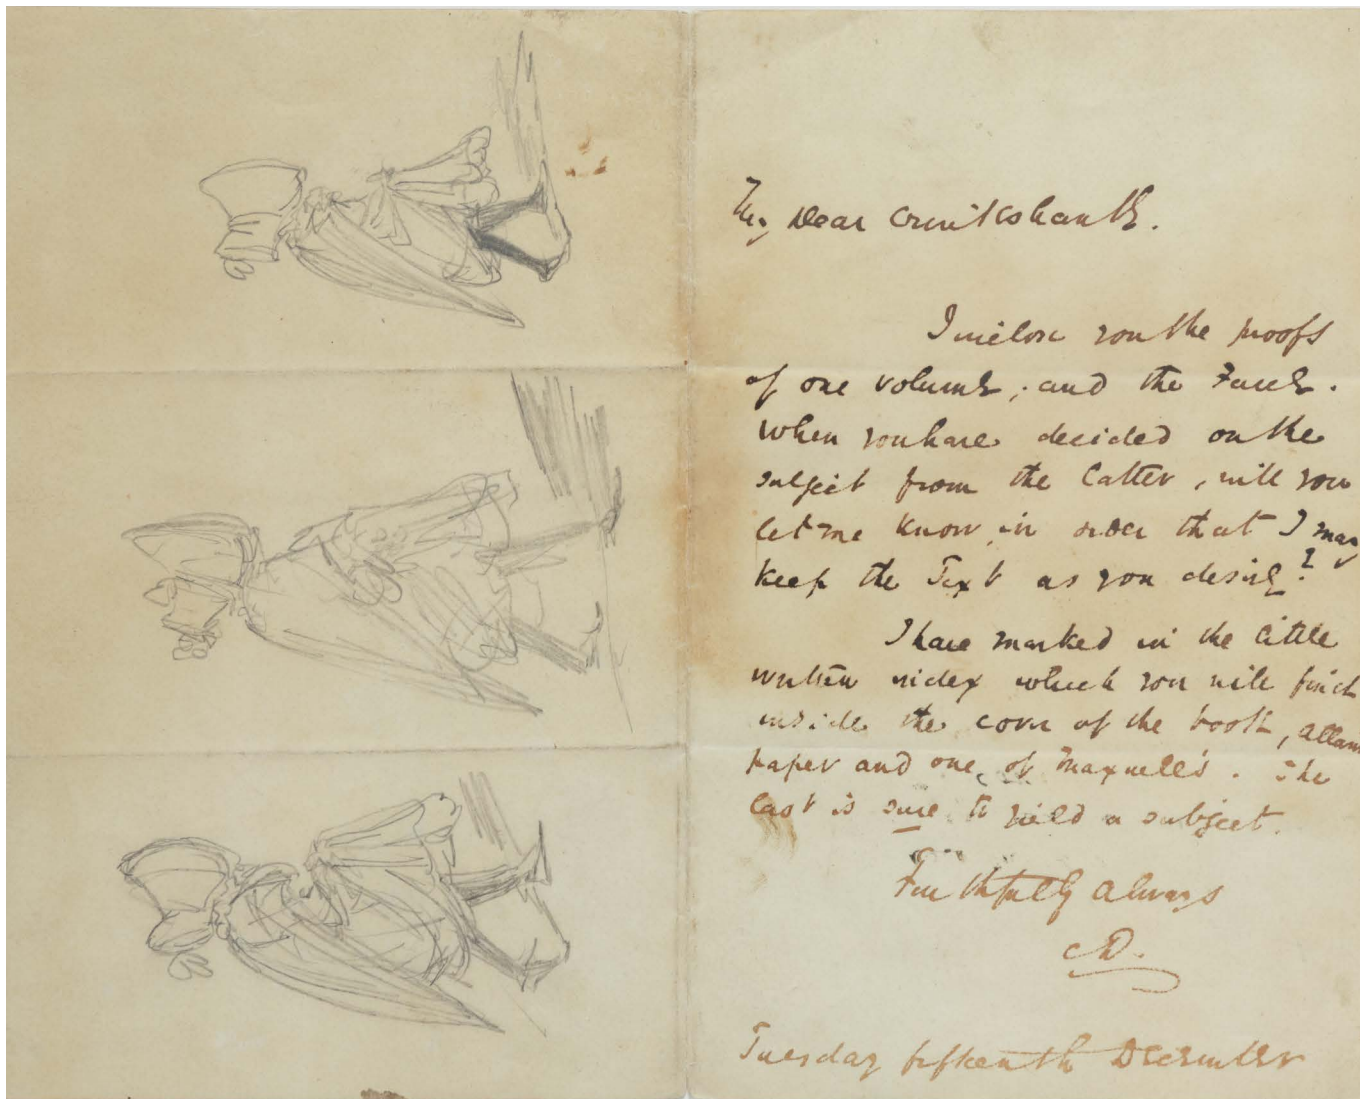 My Dear Cruikshank.
I inclose you the proofs
of one volume; and the Farce.
When you have decided on the
subject from the latter, will you
let me know, in order that I may
keep the Text as you desire?
I have marked in the little
written index which you will find
inside the cover of the book, a
paper and one of Maxwell's. The
last is sure to yield a subject.
Faithfully always
CD.
Tuesday fifteenth December